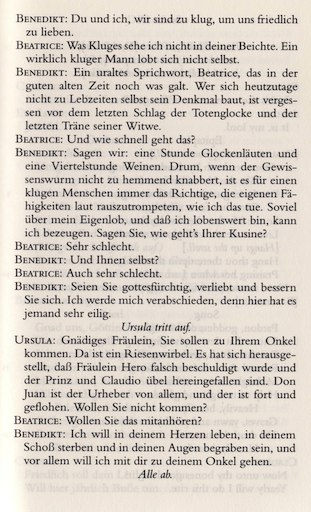 BENEDIKT: Du und ich, wir sind zu klug, um uns friedlich
zu lieben.
BEATRICE: Was Kluges sehe ich nicht in deiner Beichte. Ein
wirklich kluger Mann lobt sich nicht selbst.
BENEDIKT: Ein uraltes Sprichwort, Beatrice, das in der
guten alten Zeit noch was galt. Wer sich heutzutage
nicht zu Lebzeiten selbst sein Denkmal baut, ist verges-
sen vor dem letzten Schlag der Totenglocke und der
letzten Träne seiner Witwe.
BEATRICE: Und wie schnell geht das?
BENEDIKT: Sagen wir: eine Stunde Glockenläuten und
eine Viertelstunde Weinen. Drum, wenn der Gewis-
senswurm nicht zu hemmend knabbert, ist es für einen
klugen Menschen immer das Richtige, die eigenen Fä-
higkeiten laut rauszutrompeten, wie ich das tue. Soviel
über mein Eigenlob, und daß ich lobenswert bin, kann
ich bezeugen. Sagen Sie, wie geht's Ihrer Kusine?
BEATRICE: Sehr schlecht.
BENEDIKT: Und Ihnen selbst?
BEATRICE: Auch sehr schlecht.
BENEDIKT: Seien Sie gottesfürchtig, verliebt und bessern
Sie sich. Ich werde mich verabschieden, denn hier hat es
jemand sehr eilig.
Ursula tritt auf.
URSULA: Gnädiges Fräulein, Sie sollen zu Ihrem Onkel
kommen. Da ist ein Riesenwirbel. Es hat sich herausge-
stellt, daß Fräulein Hero falsch beschuldigt wurde und
der Prinz und Claudio übel hereingefallen sind. Don
Juan ist der Urheber von allem, und der ist fort und
geflohen. Wollen Sie nicht kommen?
BEATRICE: Wollen Sie das mitanhören?
BENEDIKT: Ich will in deinem Herzen leben, in deinem
Schoß sterben und in deinen Augen begraben sein, und
vor allem will ich mit dir zu deinem Onkel gehen.
Alle ab.